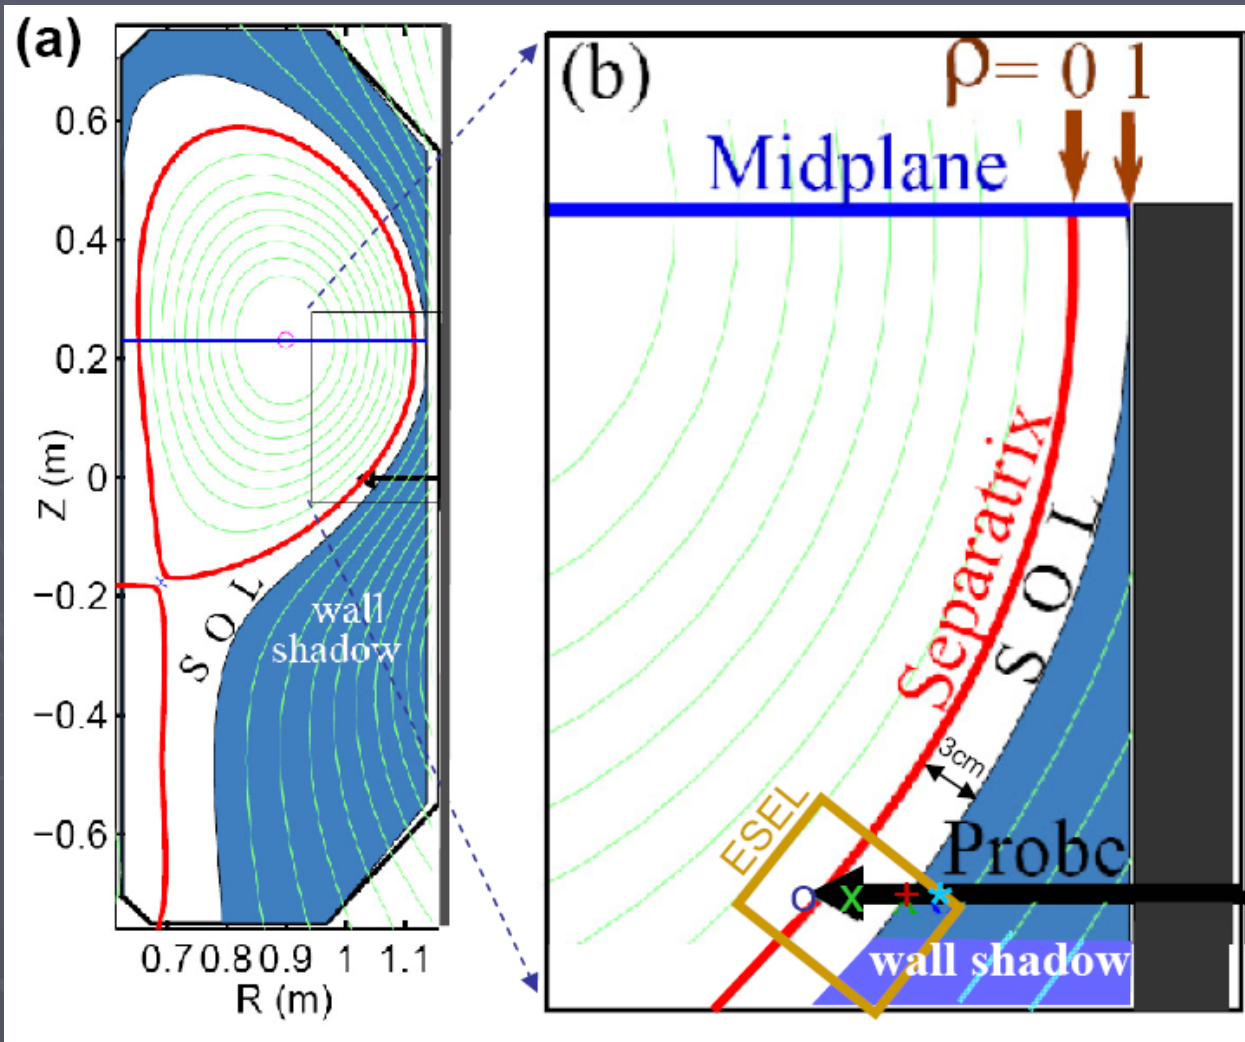 (a)
0.6
0.4
0.2
0
−0.2
−0.4
−0.6
Z (m)
0.7 0.8 0.9 1 1.1
R (m)
SOL
wall
shadow
(b)
ρ= 0 1
Midplane
Separatrix
SOL
3cm
ESEL
Probe
wall shadow